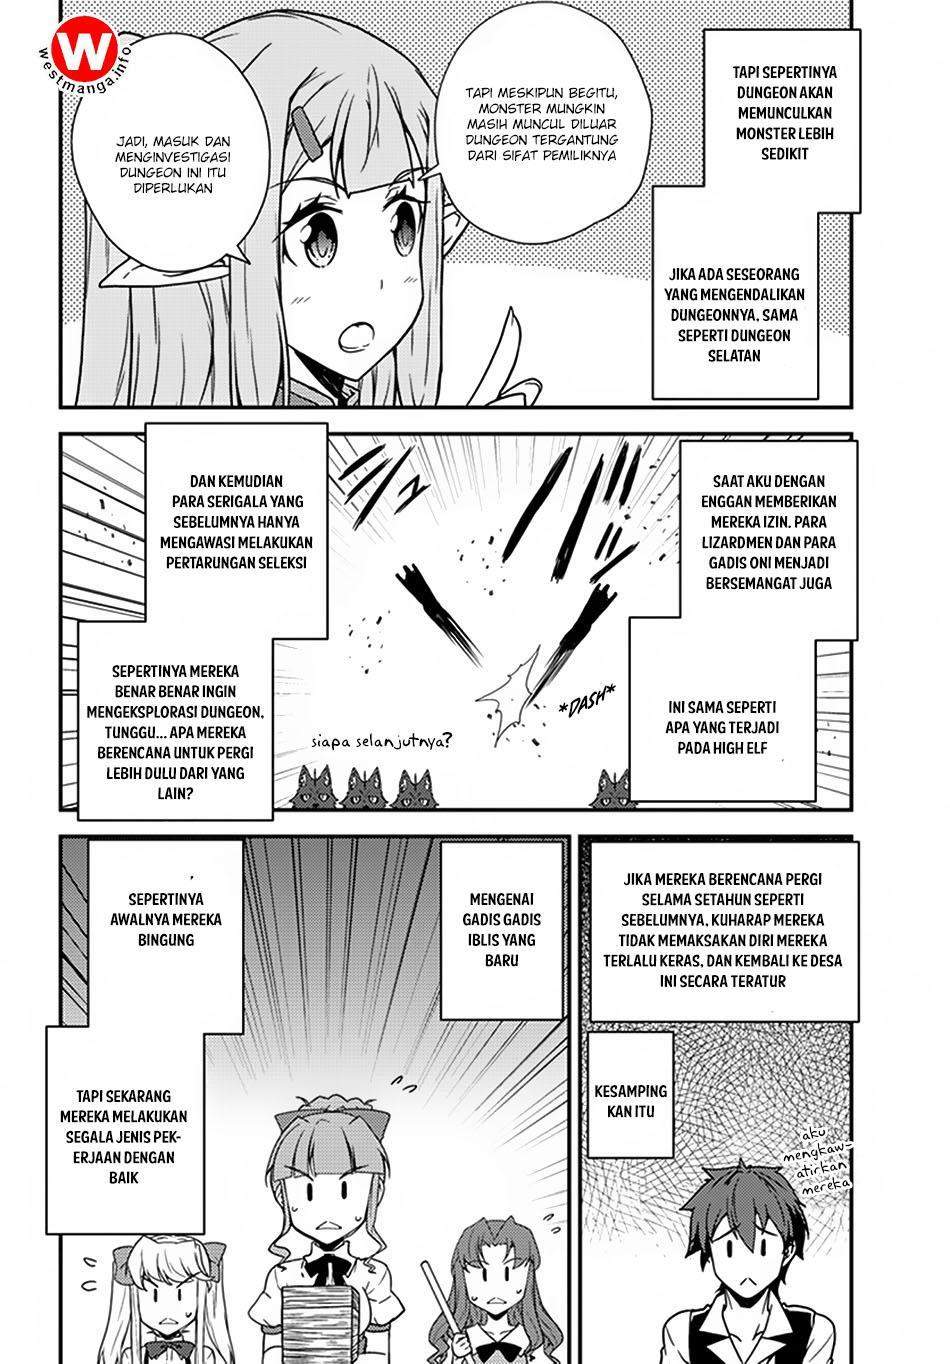 W
westmanga.info
TAPI SEPERTINYA
DUNGEON AKAN
MEMUNCULKAN
MONSTER LEBIH
SEDIKIT
JIKA ADA SESEORANG
YANG MENGENDALIKAN
DUNGEONNYA, SAMA
SEPERTI DUNGEON
SELATAN
TAPI MESKIPUN BEGITU,
MONSTER MUNGKIN
MASIH MUNCUL DILUAR
DUNGEON TERGANTUNG
DARI SIFAT PEMILIKNYA
JADI, MASUK DAN
MENGINVESTIGASI
DUNGEON INI ITU
DIPERLUKAN
SAAT AKU DENGAN
ENGGAN MEMBERIKAN
MEREKA IZIN. PARA
LIZARDMEN DAN PARA
GADIS ONI MENJADI
BERSEMANGAT JUGA
INI SAMA SEPERTI
APA YANG TERJADI
PADA HIGH ELF
*DASH*
siapa selanjutnya?
DAN KEMUDIAN
PARA SERIGALA YANG
SEBELUMNYA HANYA
MENGAWASI MELAKUKAN
PERTARUNGAN SELEKSI
SEPERTINYA MEREKA
BENAR BENAR INGIN
MENGEKSPLORASI DUNGEON,
TUNGGU... APA MEREKA
BERENCANA UNTUK PERGI
LEBIH DULU DARI YANG
LAIN?
JIKA MEREKA BERENCANA PERGI
SELAMA SETAHUN SEPERTI
SEBELUMNYA, KUHARAP MEREKA
TIDAK MEMAKSAKAN DIRI MEREKA
TERLALU KERAS, DAN KEMBALI KE DESA
INI SECARA TERATUR
KESAMPING
KAN ITU
aku
mengkaw-
atirkan
mereka
MENGENAI
GADIS GADIS
IBLIS YANG
BARU
SEPERTINYA
AWALNYA MEREKA
BINGUNG
TAPI SEKARANG
MEREKA MELAKUKAN
SEGALA JENIS PEK-
ERJAAN DENGAN
BAIK